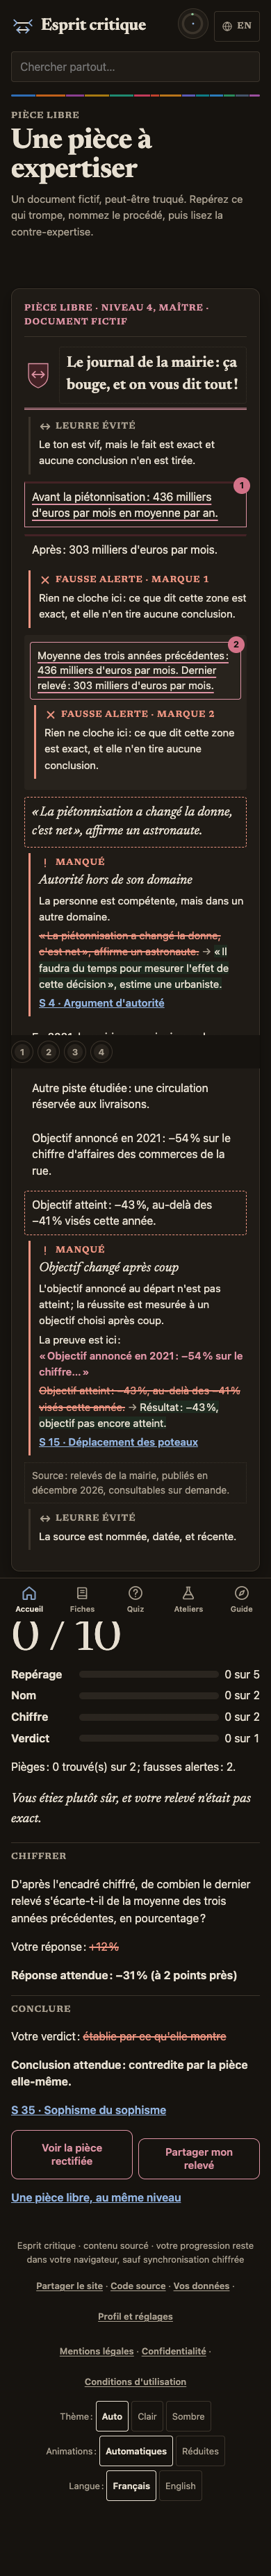 Esprit critique
EN
Chercher partout...
PIÈCE LIBRE
Une pièce à
expertiser
Un document fictif, peut-être truqué. Repérez ce
qui trompe, nommez le procédé, puis lisez la
contre-expertise.
PIÈCE LIBRE · NIVEAU 4, MAÎTRE ·
DOCUMENT FICTIF
Le journal de la mairie : ça
bouge, et on vous dit tout !
LEURRE ÉVITÉ
Le ton est vif, mais le fait est exact et
aucune conclusion n'en est tirée.
1
Avant la piétonnisation : 436 milliers
d'euros par mois en moyenne par an.
Après : 303 milliers d'euros par mois.
FAUSSE ALERTE · MARQUE 1
Rien ne cloche ici : ce que dit cette zone est
exact, et elle n'en tire aucune conclusion.
2
Moyenne des trois années précédentes :
436 milliers d'euros par mois. Dernier
relevé : 303 milliers d'euros par mois.
FAUSSE ALERTE · MARQUE 2
Rien ne cloche ici : ce que dit cette zone
est exact, et elle n'en tire aucune
conclusion.
« La piétonnisation a changé la donne,
c'est net », affirme un astronaute.
! MANQUÉ
Autorité hors de son domaine
La personne est compétente, mais dans un
autre domaine.
« La piétonnisation a changé la donne,
c'est net », affirme un astronaute. → « Il
faudra du temps pour mesurer l'effet de
cette décision », estime une urbaniste.
S 4 · Argument d'autorité
1 2 3 4
Autre piste étudiée : une circulation
réservée aux livraisons.
Objectif annoncé en 2021 : −54 % sur le
chiffre d'affaires des commerces de la
rue.
Objectif atteint : −43 %, au-delà des
−41 % visés cette année.
! MANQUÉ
Objectif changé après coup
L'objectif annoncé au départ n'est pas
atteint ; la réussite est mesurée à un
objectif choisi après coup.
La preuve est ici :
« Objectif annoncé en 2021 : −54 % sur le
chiffre... »
Objectif atteint : −43 %, au-delà des −41 %
visés cette année. → Résultat : −43 %,
objectif pas encore atteint.
S 15 · Déplacement des poteaux
Source : relevés de la mairie, publiés en
décembre 2026, consultables sur demande.
LEURRE ÉVITÉ
La source est nommée, datée, et récente.
Accueil Fiches Quiz Ateliers Guide
0 / 10
Repérage 0 sur 5
Nom 0 sur 2
Chiffre 0 sur 2
Verdict 0 sur 1
Pièges : 0 trouvé(s) sur 2 ; fausses alertes : 2.
Vous étiez plutôt sûr, et votre relevé n'était pas
exact.
CHIFFRER
D'après l'encadré chiffré, de combien le dernier
relevé s'écarte-t-il de la moyenne des trois
années précédentes, en pourcentage ?
Votre réponse : +12 %
Réponse attendue : −31 % (à 2 points près)
CONCLURE
Votre verdict : établie par ce qu'elle montre
Conclusion attendue : contredite par la pièce
elle-même.
S 35 · Sophisme du sophisme
Voir la pièce
rectifiée
Partager mon
relevé
Une pièce libre, au même niveau
Esprit critique · contenu sourcé · votre progression reste
dans votre navigateur, sauf synchronisation chiffrée
Partager le site · Code source · Vos données ·
Profil et réglages
Mentions légales · Confidentialité ·
Conditions d'utilisation
Thème : Auto Clair Sombre
Animations : Automatiques Réduites
Langue : Français English